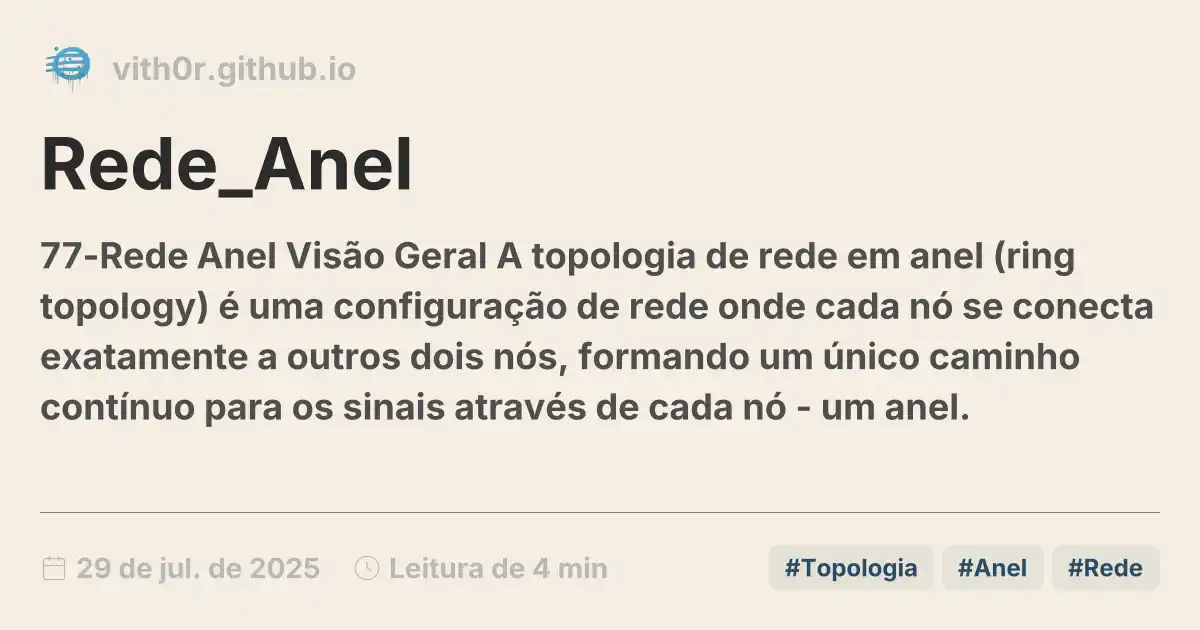 vith0r.github.io
Rede_Anel
77-Rede Anel Visão Geral A topologia de rede em anel (ring
topology) é uma configuração de rede onde cada nó se conecta
exatamente a outros dois nós, formando um único caminho
contínuo para os sinais através de cada nó - um anel.
29 de jul. de 2025 Leitura de 4 min #Topologia #Anel #Rede